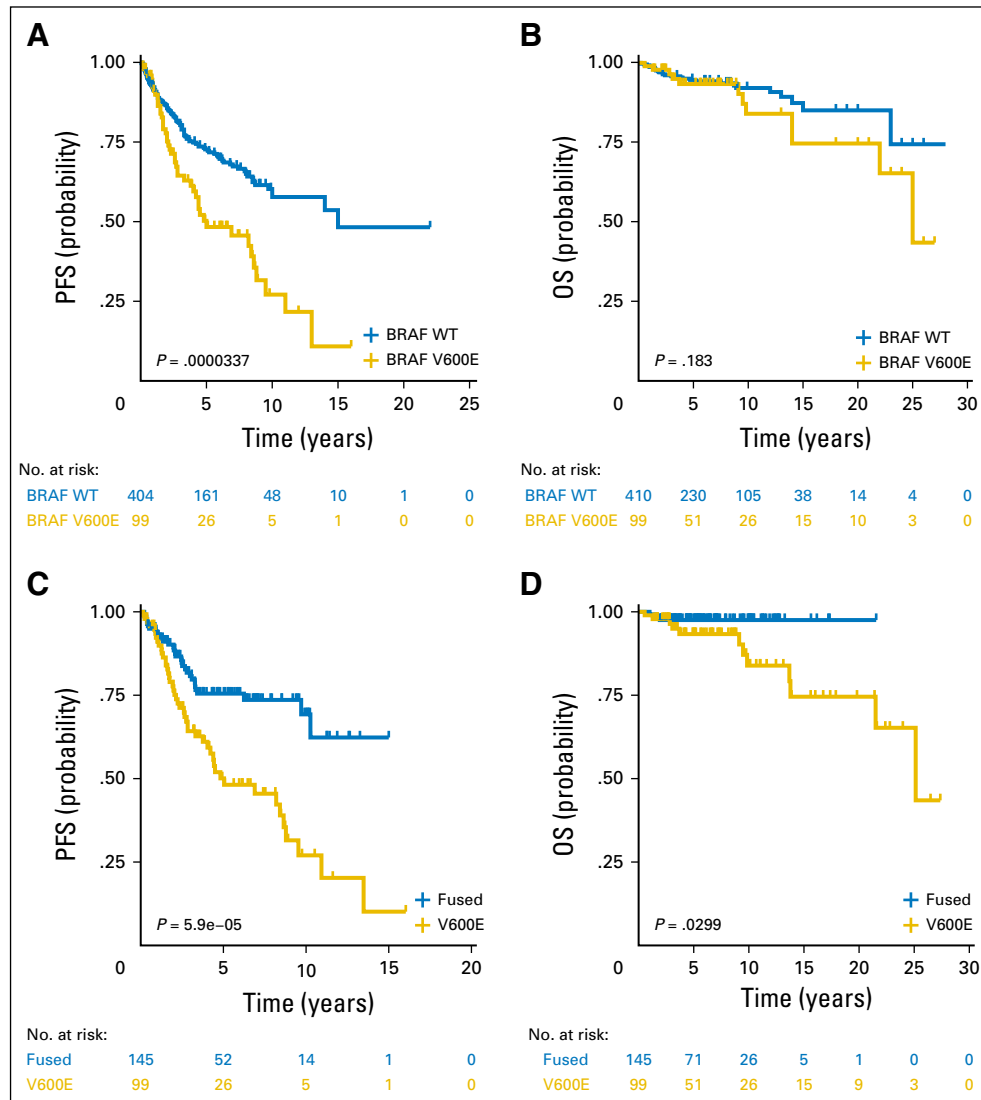 A
1.00
.75
.50
.25
PFS (probability)
BRAF WT
BRAF V600E
P = .0000337
0 5 10 15 20 25
Time (years)
No. at risk:
BRAF WT 404 161 48 10 1 0
BRAF V600E 99 26 5 1 0 0
B
1.00
.75
.50
.25
OS (probability)
BRAF WT
BRAF V600E
P = .183
0 5 10 15 20 25 30
Time (years)
No. at risk:
BRAF WT 410 230 105 38 14 4 0
BRAF V600E 99 51 26 15 10 3 0
C
1.00
.75
.50
.25
PFS (probability)
Fused
V600E
P = 5.9e−05
0 5 10 15 20
Time (years)
No. at risk:
Fused 145 52 14 1 0
V600E 99 26 5 1 0
D
1.00
.75
.50
.25
OS (probability)
Fused
V600E
P = .0299
0 5 10 15 20 25 30
Time (years)
No. at risk:
Fused 145 71 26 5 1 0 0
V600E 99 51 26 15 9 3 0